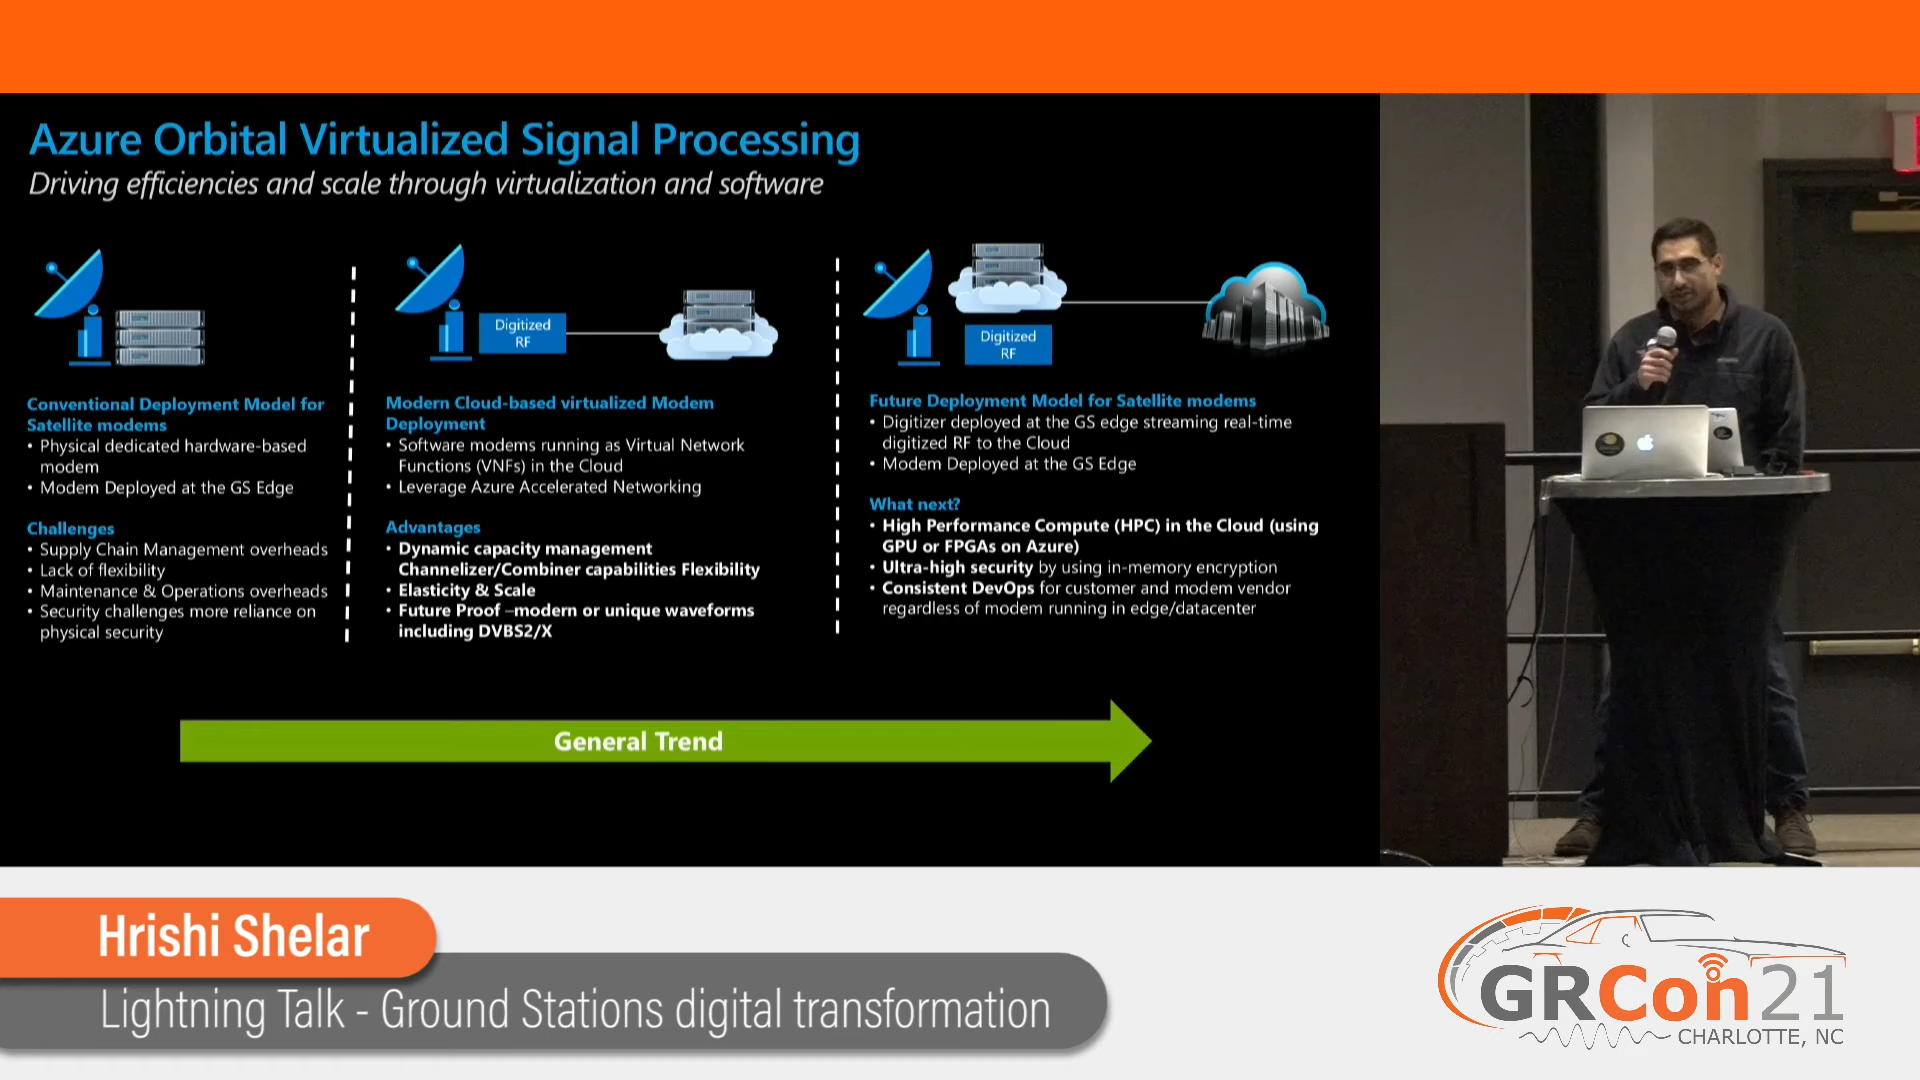 Azure Orbital Virtualized Signal Processing
Driving efficiencies and scale through virtualization and software
Digitized
RF
Digitized
RF
Conventional Deployment Model for
Satellite modems
• Physical dedicated hardware-based
modem
• Modem Deployed at the GS Edge
Challenges
• Supply Chain Management overheads
• Lack of flexibility
• Maintenance & Operations overheads
• Security challenges more reliance on
physical security
Modern Cloud-based virtualized Modem
Deployment
• Software modems running as Virtual Network
Functions (VNFs) in the Cloud
• Leverage Azure Accelerated Networking
Advantages
• Dynamic capacity management
Channelizer/Combiner capabilities Flexibility
• Elasticity & Scale
• Future Proof –modern or unique waveforms
including DVBS2/X
Future Deployment Model for Satellite modems
• Digitizer deployed at the GS edge streaming real-time
digitized RF to the Cloud
• Modem Deployed at the GS Edge
What next?
• High Performance Compute (HPC) in the Cloud (using
GPU or FPGAs on Azure)
• Ultra-high security by using in-memory encryption
• Consistent DevOps for customer and modem vendor
regardless of modem running in edge/datacenter
General Trend
Hrishi Shelar
Lightning Talk - Ground Stations digital transformation
GRCon21
CHARLOTTE, NC